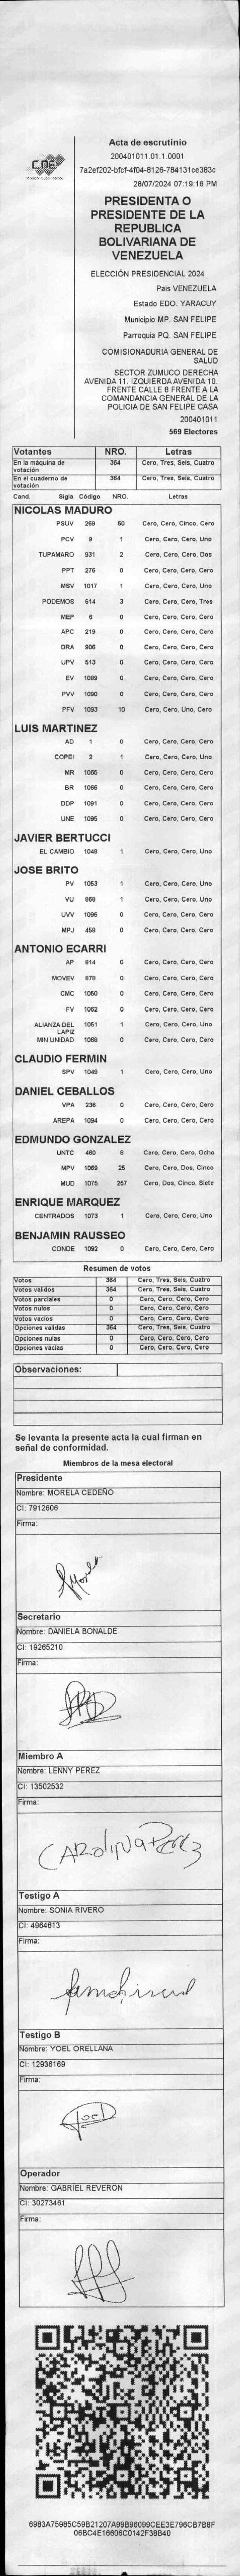 CNE
Acta de escrutinio
200401011.01.1.0001
7a2ef202-bfcf-4f04-8126-784131ce383c
28/07/2024 07:19:16 PM
PRESIDENTA O
PRESIDENTE DE LA
REPUBLICA
BOLIVARIANA DE
VENEZUELA
ELECCIÓN PRESIDENCIAL 2024
Pais VENEZUELA
Estado EDO. YARACUY
Municipio MP. SAN FELIPE
Parroquia PQ. SAN FELIPE
COMISIONADURIA GENERAL DE
SALUD
SECTOR ZUMUCO DERECHA
AVENIDA 11. IZQUIERDA AVENIDA 10.
FRENTE CALLE 8 FRENTE A LA
COMANDANCIA GENERAL DE LA
POLICIA DE SAN FELIPE CASA
200401011
569 Electores
Votantes NRO. Letras
En la máquina de votación 364 Cero, Tres, Seis, Cuatro
En el cuaderno de votación 364 Cero, Tres, Seis, Cuatro
Cand. Sigla Código NRO. Letras
NICOLAS MADURO
PSUV 269 50 Cero, Cero, Cinco, Cero
PCV 9 1 Cero, Cero, Cero, Uno
TUPAMARO 931 2 Cero, Cero, Cero, Dos
PPT 276 0 Cero, Cero, Cero, Cero
MSV 1017 1 Cero, Cero, Cero, Uno
PODEMOS 514 3 Cero, Cero, Cero, Tres
MEP 6 0 Cero, Cero, Cero, Cero
APC 219 0 Cero, Cero, Cero, Cero
ORA 906 0 Cero, Cero, Cero, Cero
UPV 513 0 Cero, Cero, Cero, Cero
EV 1089 0 Cero, Cero, Cero, Cero
PVV 1090 0 Cero, Cero, Cero, Cero
PFV 1093 10 Cero, Cero, Uno, Cero
LUIS MARTINEZ
AD 1 0 Cero, Cero, Cero, Cero
COPEI 2 1 Cero, Cero, Cero, Uno
MR 1065 0 Cero, Cero, Cero, Cero
BR 1066 0 Cero, Cero, Cero, Cero
DDP 1091 0 Cero, Cero, Cero, Cero
UNE 1095 0 Cero, Cero, Cero, Cero
JAVIER BERTUCCI
EL CAMBIO 1048 1 Cero, Cero, Cero, Uno
JOSE BRITO
PV 1053 1 Cero, Cero, Cero, Uno
VU 868 1 Cero, Cero, Cero, Uno
UVV 1096 0 Cero, Cero, Cero, Cero
MPJ 458 0 Cero, Cero, Cero, Cero
ANTONIO ECARRI
AP 814 0 Cero, Cero, Cero, Cero
MOVEV 878 0 Cero, Cero, Cero, Cero
CMC 1050 0 Cero, Cero, Cero, Cero
FV 1052 0 Cero, Cero, Cero, Cero
ALIANZA DEL LAPIZ 1051 1 Cero, Cero, Cero, Uno
MIN UNIDAD 1068 0 Cero, Cero, Cero, Cero
CLAUDIO FERMIN
SPV 1049 1 Cero, Cero, Cero, Uno
DANIEL CEBALLOS
VPA 236 0 Cero, Cero, Cero, Cero
AREPA 1094 0 Cero, Cero, Cero, Cero
EDMUNDO GONZALEZ
UNTC 460 8 Cero, Cero, Cero, Ocho
MPV 1069 25 Cero, Cero, Dos, Cinco
MUD 1075 257 Cero, Dos, Cinco, Siete
ENRIQUE MARQUEZ
CENTRADOS 1073 1 Cero, Cero, Cero, Uno
BENJAMIN RAUSSEO
CONDE 1092 0 Cero, Cero, Cero, Cero
Resumen de votos
Votos 364 Cero, Tres, Seis, Cuatro
Votos validos 364 Cero, Tres, Seis, Cuatro
Votos parciales 0 Cero, Cero, Cero, Cero
Votos nulos 0 Cero, Cero, Cero, Cero
Votos vacios 0 Cero, Cero, Cero, Cero
Opciones validas 364 Cero, Tres, Seis, Cuatro
Opciones nulas 0 Cero, Cero, Cero, Cero
Opciones vacias 0 Cero, Cero, Cero, Cero
Observaciones:
Se levanta la presente acta la cual firman en
señal de conformidad.
Miembros de la mesa electoral
Presidente
Nombre: MORELA CEDEÑO
CI: 7912606
Firma:
Secretario
Nombre: DANIELA BONALDE
CI: 19265210
Firma:
Miembro A
Nombre: LENNY PEREZ
CI: 13502532
Firma:
CAROLINA PEREZ
Testigo A
Nombre: SONIA RIVERO
CI: 4964613
Firma:
Testigo B
Nombre: YOEL ORELLANA
CI: 12936169
Firma:
Yoel
Operador
Nombre: GABRIEL REVERON
CI: 30273461
Firma:
6983A75985C59B21207A99B96099CEE3E796CB7B8F
06BC4E16606C0142F38B40